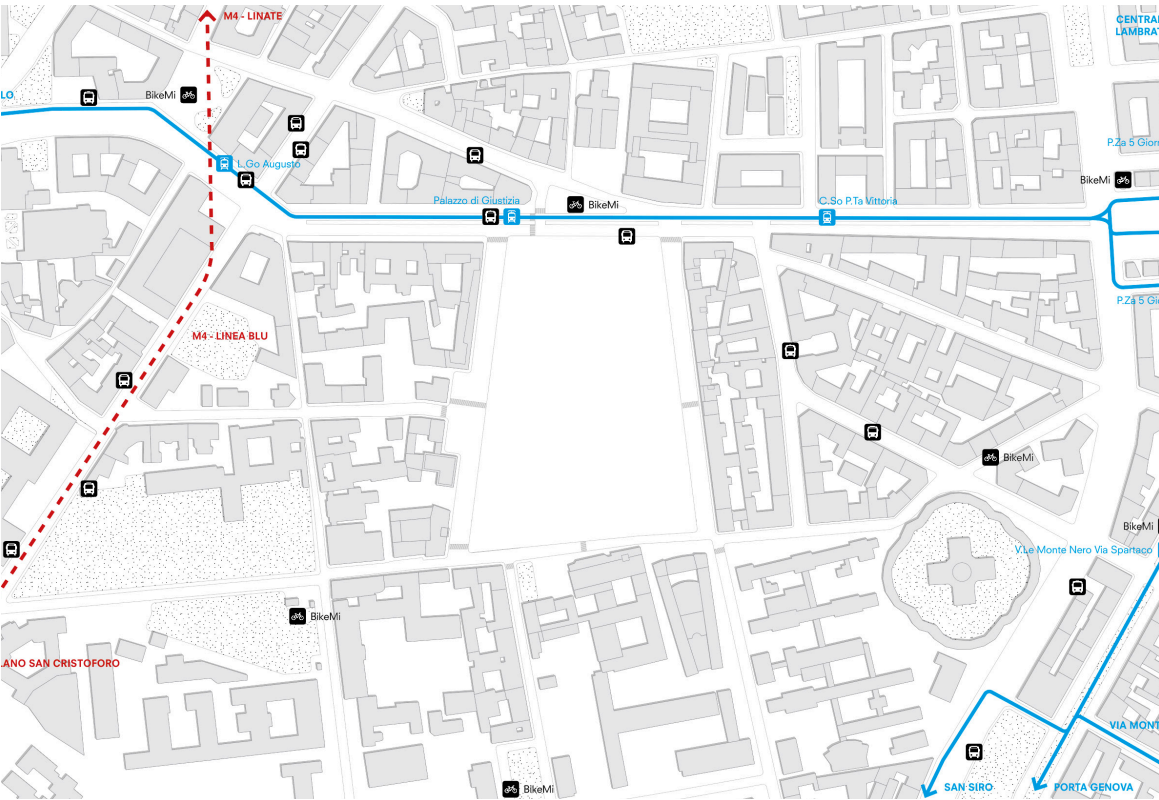 M4 - LINATE
CENTRAL
LAMBRAT
LO
BikeMi
P.Za 5 Giorn
L.Go Augusto
BikeMi
Palazzo di Giustizia
BikeMi
C.So P.Ta Vittoria
P.Za 5 Gio
M4 - LINEA BLU
BikeMi
BikeMi
V.Le Monte Nero Via Spartaco
BikeMi
LANO SAN CRISTOFORO
VIA MONT
BikeMi
SAN SIRO
PORTA GENOVA